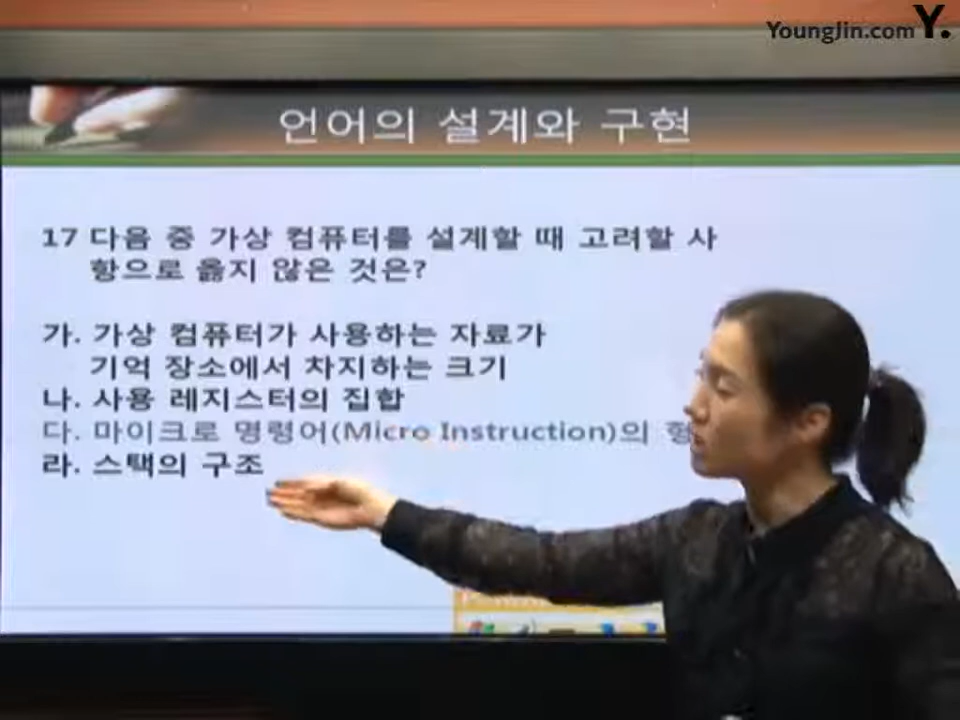 YoungJin.com Y.
언어의 설계와 구현
17 다음 중 가상 컴퓨터를 설계할 때 고려할 사
항으로 옳지 않은 것은?
가. 가상 컴퓨터가 사용하는 자료가
기억 장소에서 차지하는 크기
나. 사용 레지스터의 집합
다. 마이크로 명령어(Micro Instruction)의
라. 스택의 구조